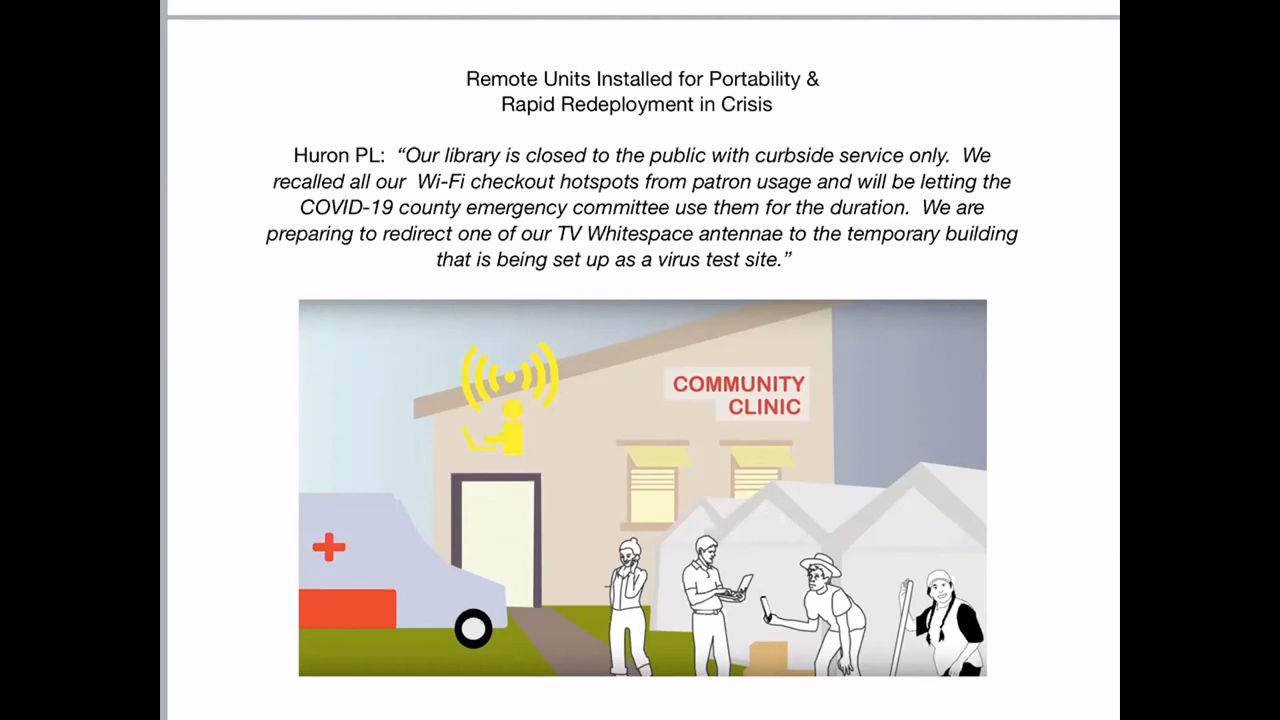 Remote Units Installed for Portability &
Rapid Redeployment in Crisis
Huron PL: “Our library is closed to the public with curbside service only. We
recalled all our Wi-Fi checkout hotspots from patron usage and will be letting the
COVID-19 county emergency committee use them for the duration. We are
preparing to redirect one of our TV Whitespace antennae to the temporary building
that is being set up as a virus test site.”
COMMUNITY
CLINIC